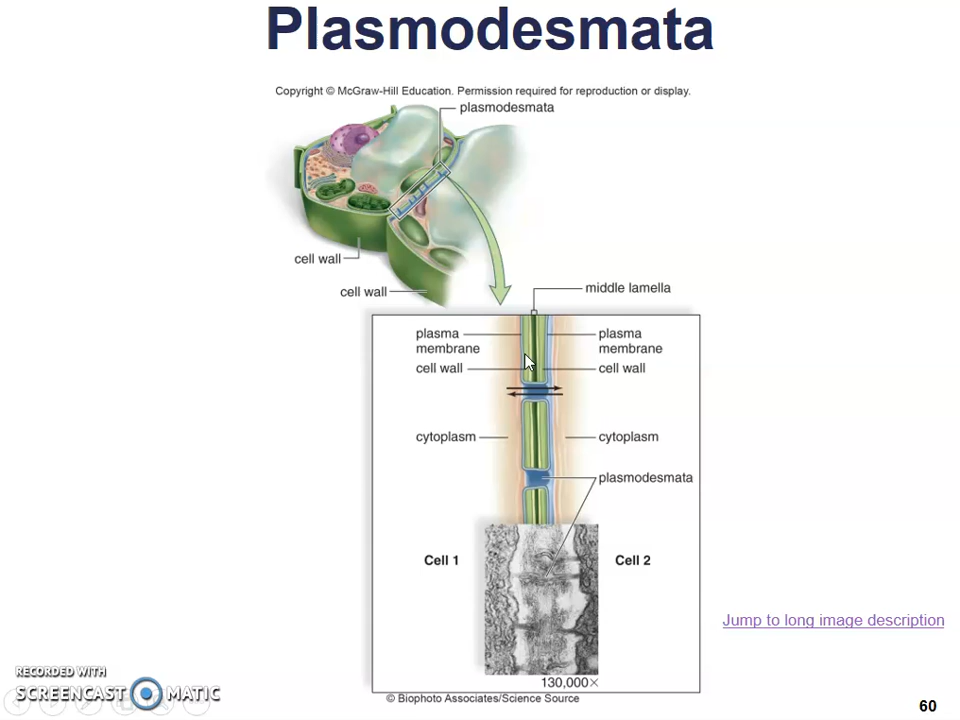 Plasmodesmata
Copyright © McGraw-Hill Education. Permission required for reproduction or display.
plasmodesmata
cell wall
cell wall
middle lamella
plasma
membrane
plasma
membrane
cell wall
cell wall
cytoplasm
cytoplasm
plasmodesmata
Cell 1
Cell 2
Jump to long image description
130,000×
© Biophoto Associates/Science Source
RECORDED WITH
SCREENCAST MATIC
60